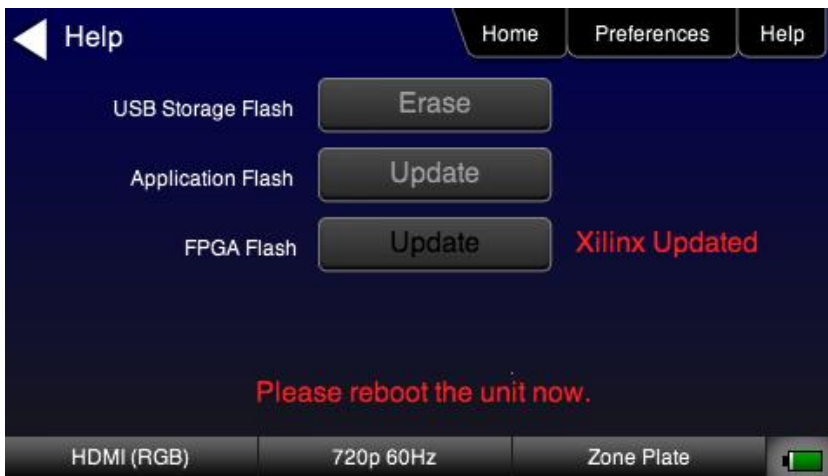 Help
Home
Preferences
Help
USB Storage Flash
Erase
Application Flash
Update
FPGA Flash
Update
Xilinx Updated
Please reboot the unit now.
HDMI (RGB)
720p 60Hz
Zone Plate